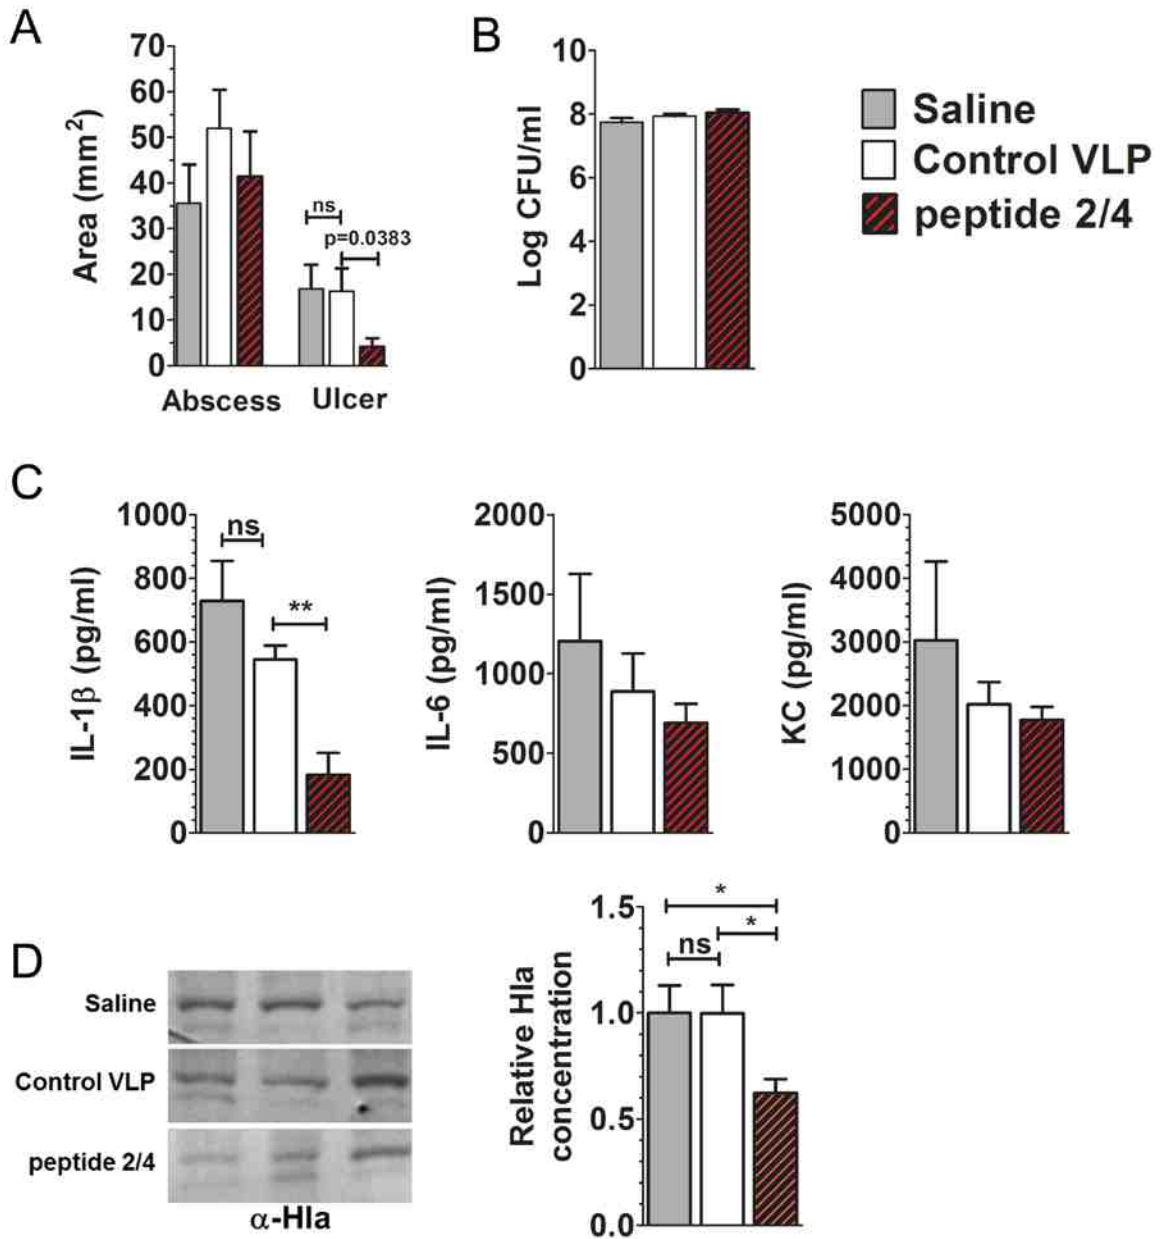 A
70
60
50
40
30
20
10
0
Area (mm²)
ns
p=0.0383
Abscess
Ulcer
B
10
8
6
4
2
0
Log CFU/ml
Saline
Control VLP
peptide 2/4
C
1000
800
600
400
200
0
IL-1β (pg/ml)
ns
**
2000
1500
1000
500
0
IL-6 (pg/ml)
5000
4000
3000
2000
1000
0
KC (pg/ml)
D
Saline
Control VLP
peptide 2/4
α-Hla
1.5
1.0
0.5
0.0
Relative Hla
concentration
*
*
ns